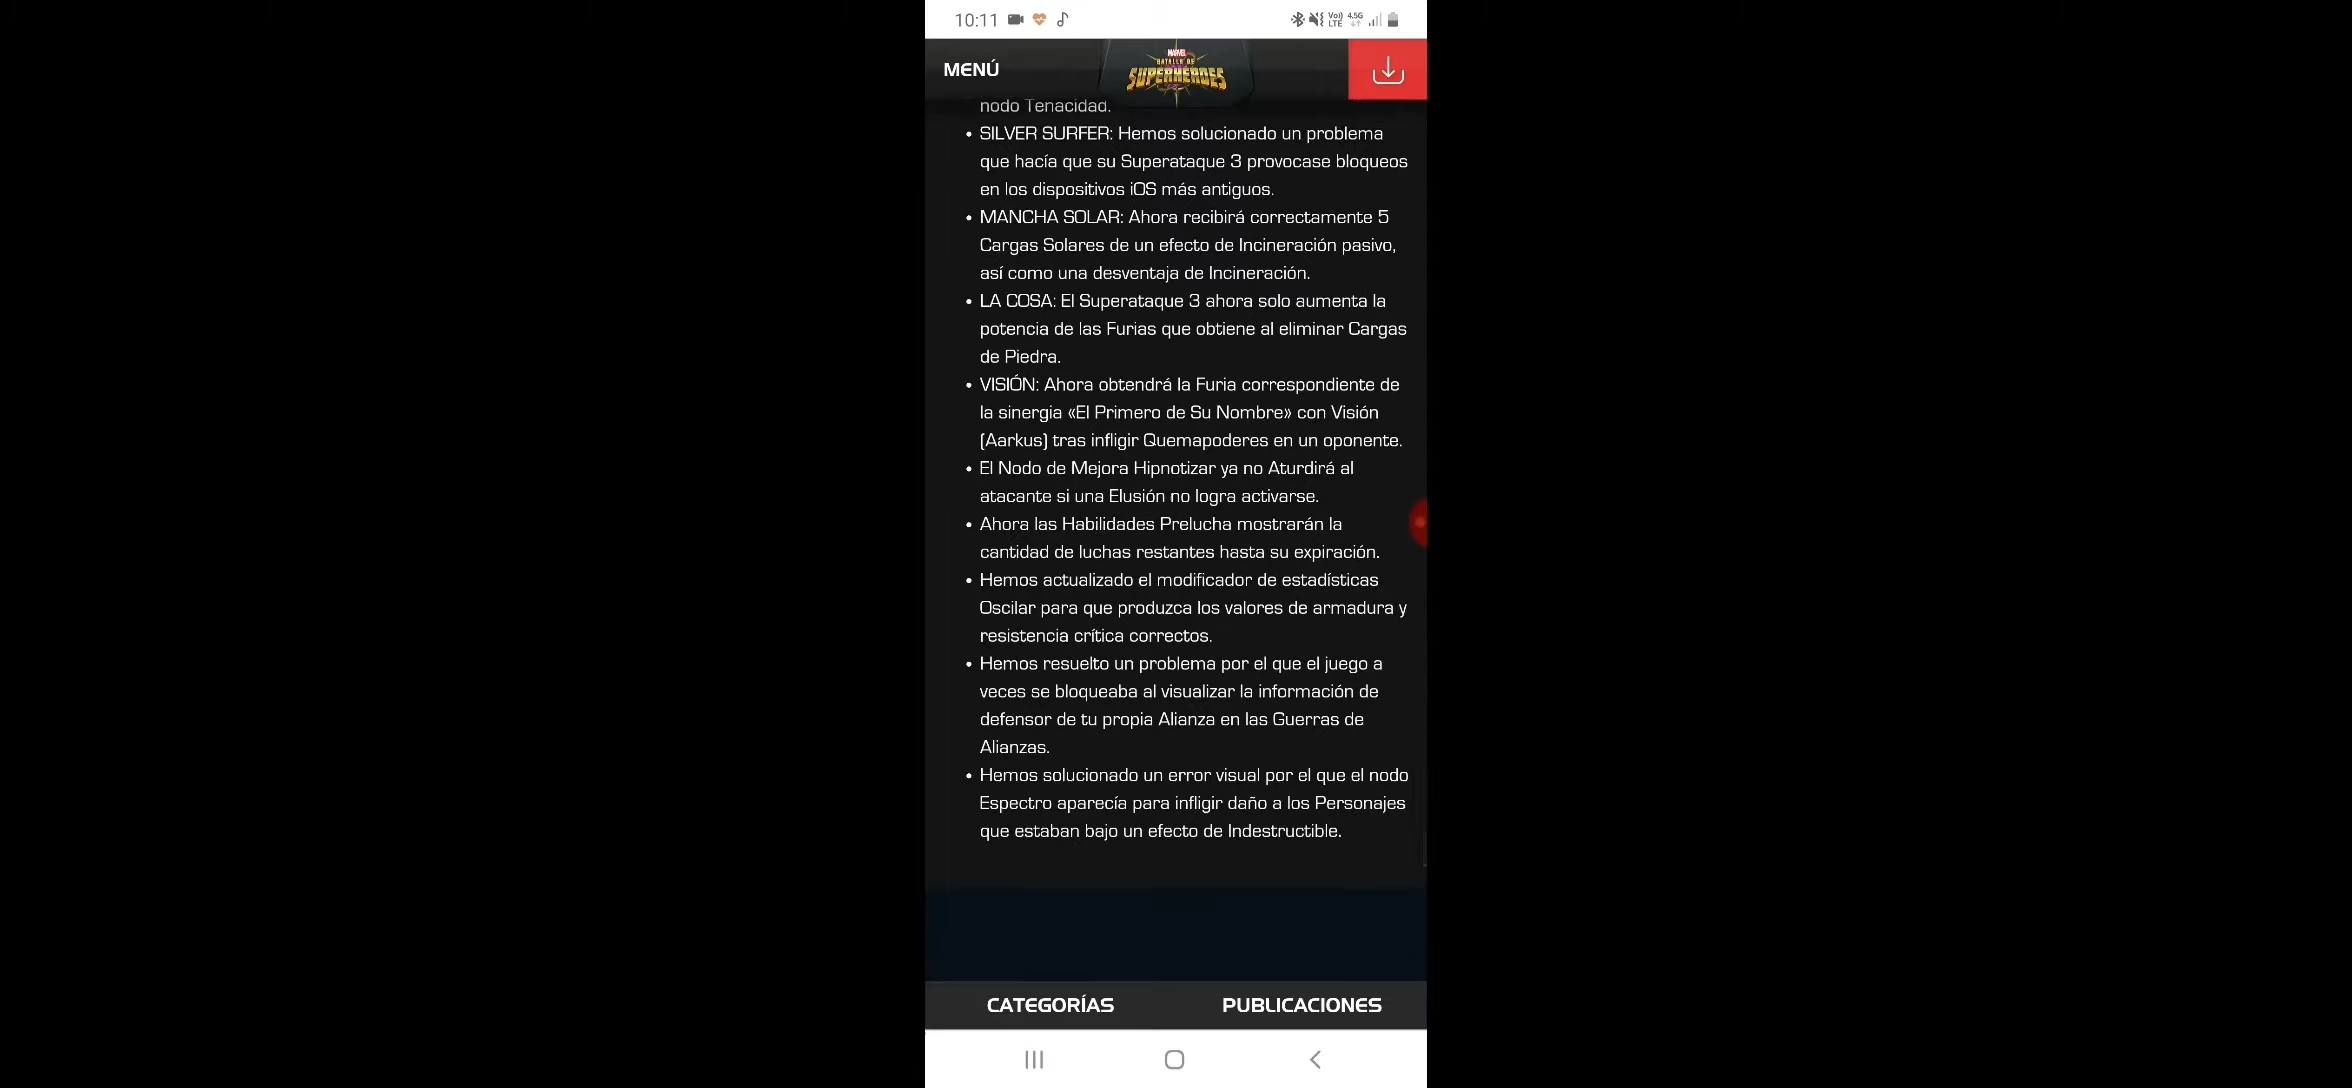 10:11
Vo)
LTE
4.5G
MENÚ
MARVEL
BATALLA DE
SUPERHÉROES
nodo Tenacidad.
• SILVER SURFER: Hemos solucionado un problema
que hacía que su Superataque 3 provocase bloqueos
en los dispositivos iOS más antiguos.
• MANCHA SOLAR: Ahora recibirá correctamente 5
Cargas Solares de un efecto de Incineración pasivo,
así como una desventaja de Incineración.
• LA COSA: El Superataque 3 ahora solo aumenta la
potencia de las Furias que obtiene al eliminar Cargas
de Piedra.
• VISIÓN: Ahora obtendrá la Furia correspondiente de
la sinergia «El Primero de Su Nombre» con Visión
(Aarkus) tras infligir Quemapoderes en un oponente.
• El Nodo de Mejora Hipnotizar ya no Aturdirá al
atacante si una Elusión no logra activarse.
• Ahora las Habilidades Prelucha mostrarán la
cantidad de luchas restantes hasta su expiración.
• Hemos actualizado el modificador de estadísticas
Oscilar para que produzca los valores de armadura y
resistencia crítica correctos.
• Hemos resuelto un problema por el que el juego a
veces se bloqueaba al visualizar la información de
defensor de tu propia Alianza en las Guerras de
Alianzas.
• Hemos solucionado un error visual por el que el nodo
Espectro aparecía para infligir daño a los Personajes
que estaban bajo un efecto de Indestructible.
CATEGORÍAS
PUBLICACIONES